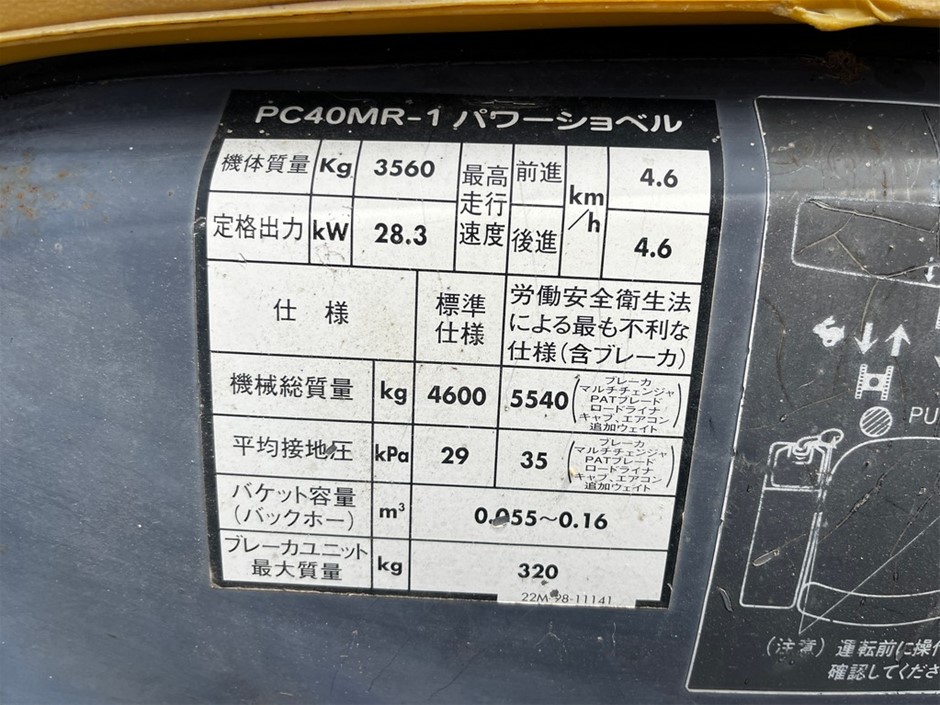 PC40MR-1 パワーショベル
機体質量 Kg 3560 最高走行速度 前進 km/h 4.6
定格出力 kW 28.3 後進 4.6
仕様 標準仕様 労働安全衛生法による最も不利な仕様(含ブレーカ)
機械総質量 kg 4600 5540 (ブレーカ マルチチェンジャ PATブレード ロードライナ キャブ、エアコン 追加ウェイト)
平均接地圧 kPa 29 35 (ブレーカ マルチチェンジャ PATブレード ロードライナ キャブ、エアコン 追加ウェイト)
バケット容量(バックホー) m³ 0.055〜0.16
ブレーカユニット最大質量 kg 320
22M-98-11141
PU
(注意) 運転前に操作
確認してくださ